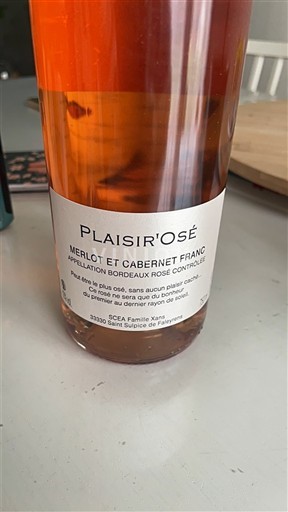 PLAISIR'OSÉ
MERLOT ET CABERNET FRANC
APPELLATION BORDEAUX ROSÉ CONTRÔLÉE
Peut être le plus osé, sans aucun plaisir caché...
Ce rosé ne sera que du bonheur,
du premier au dernier rayon de soleil.
SCEA Famille Xans
33330 Saint Sulpice de Faleyrens